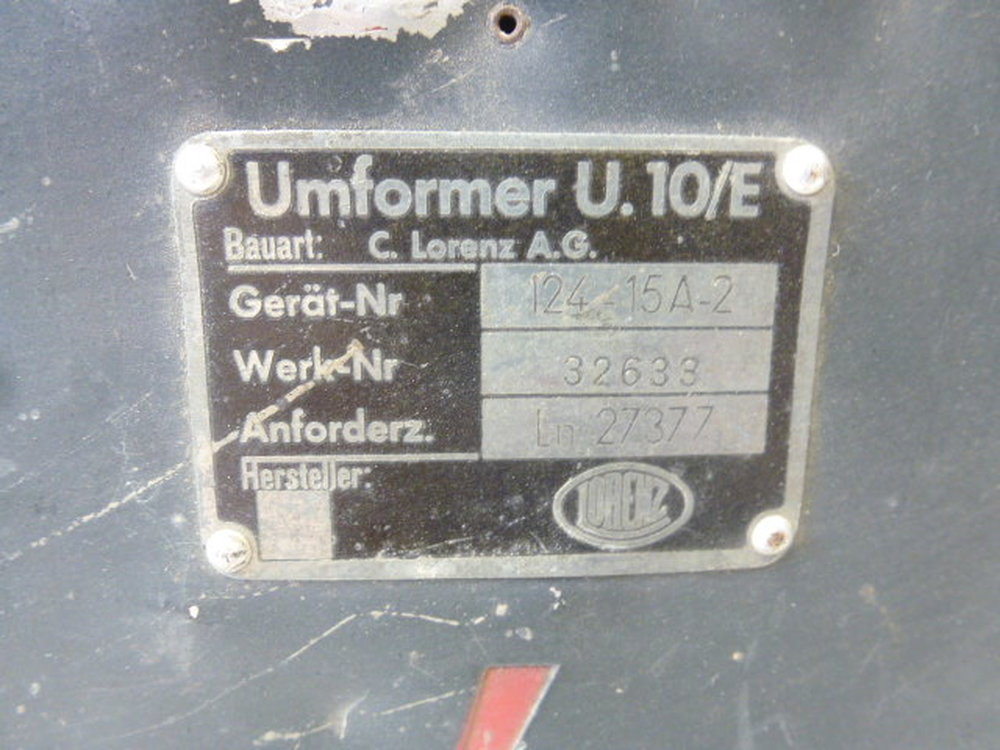 Umformer U. 10/E
Bauart: C. Lorenz A.G.
Gerät-Nr 124-15A-2
Werk-Nr 32633
Anforderz. Ln 27377
Hersteller:
LORENZ